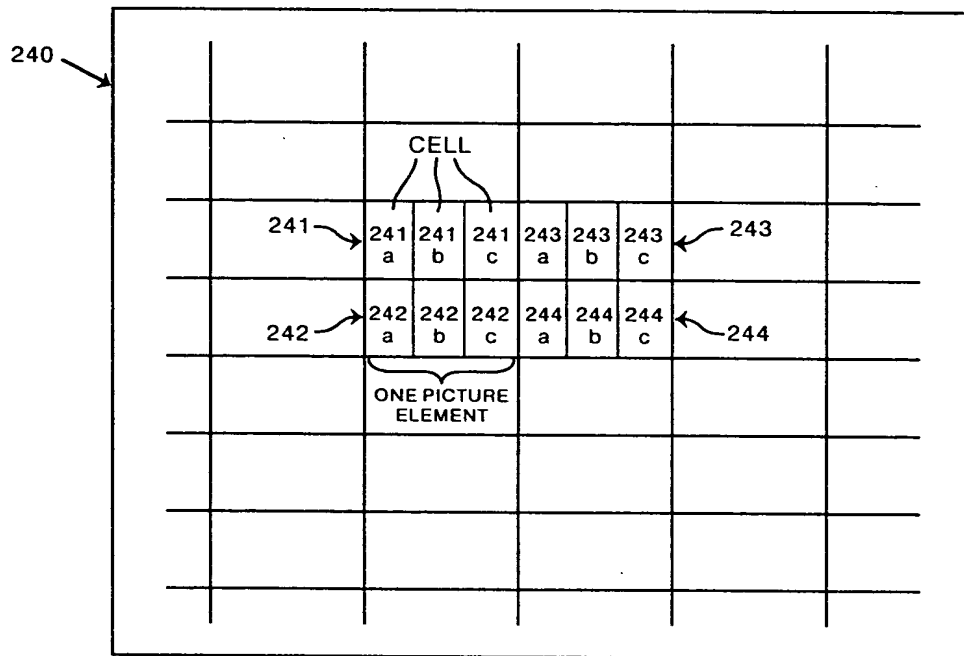 240
CELL
241
241 241 241 243 243 243
a b c a b c
243
242
242 242 242 244 244 244
a b c a b c
244
ONE PICTURE
ELEMENT